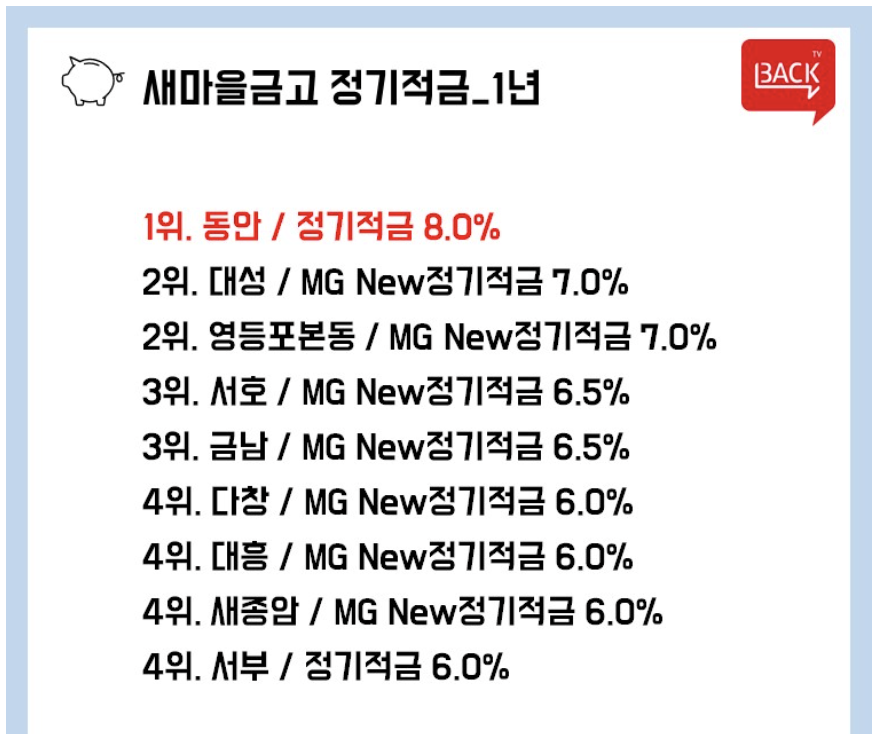 새마을금고 정기적금_1년
TV
BACK
1위. 동안 / 정기적금 8.0%
2위. 대성 / MG New정기적금 7.0%
2위. 영등포본동 / MG New정기적금 7.0%
3위. 서호 / MG New정기적금 6.5%
3위. 금남 / MG New정기적금 6.5%
4위. 다창 / MG New정기적금 6.0%
4위. 대흥 / MG New정기적금 6.0%
4위. 새종암 / MG New정기적금 6.0%
4위. 서부 / 정기적금 6.0%